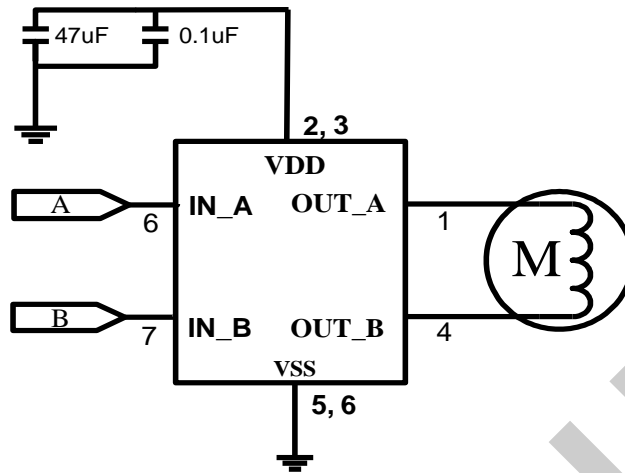 47uF
0.1uF
2, 3
VDD
A
6
IN_A
OUT_A
1
M
B
7
IN_B
OUT_B
4
VSS
5, 6